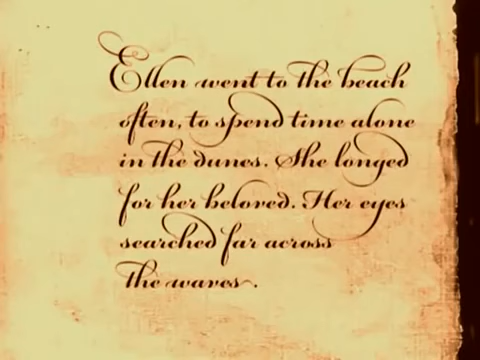 Ellen went to the beach
often, to spend time alone
in the dunes. She longed
for her beloved. Her eyes
searched far across
the waves.